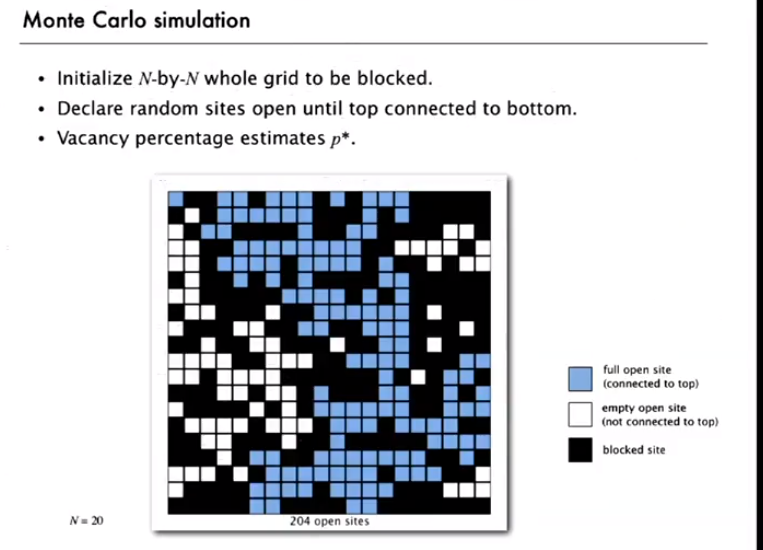 Monte Carlo simulation
• Initialize N-by-N whole grid to be blocked.
• Declare random sites open until top connected to bottom.
• Vacancy percentage estimates p*.
full open site
(connected to top)
empty open site
(not connected to top)
blocked site
N = 20
204 open sites